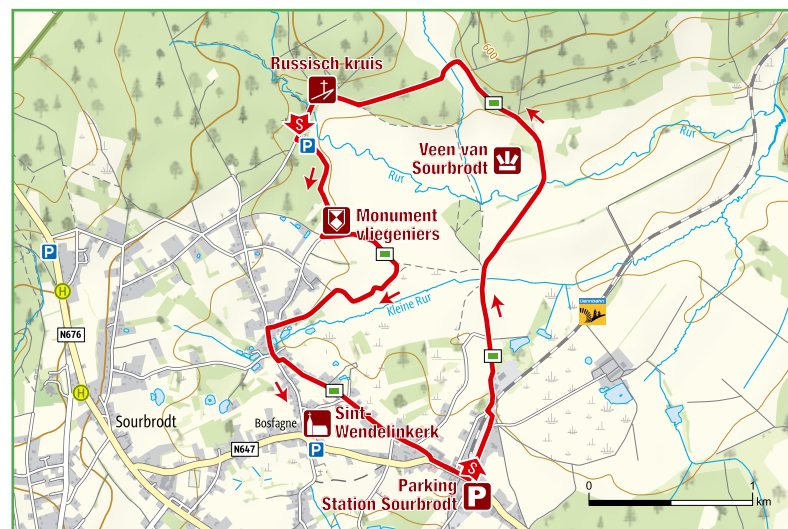 600
Russisch kruis
S
P
Rur
Veen van
Sourbrodt
Rur
Monument
vliegeniers
P
H
Kleine Rur
Vennbahn
N676
H
Sourbrodt
Bosfagne
Sint-
Wendelinkerk
N647
P
S
Parking
Station Sourbrodt
P
0
1
km